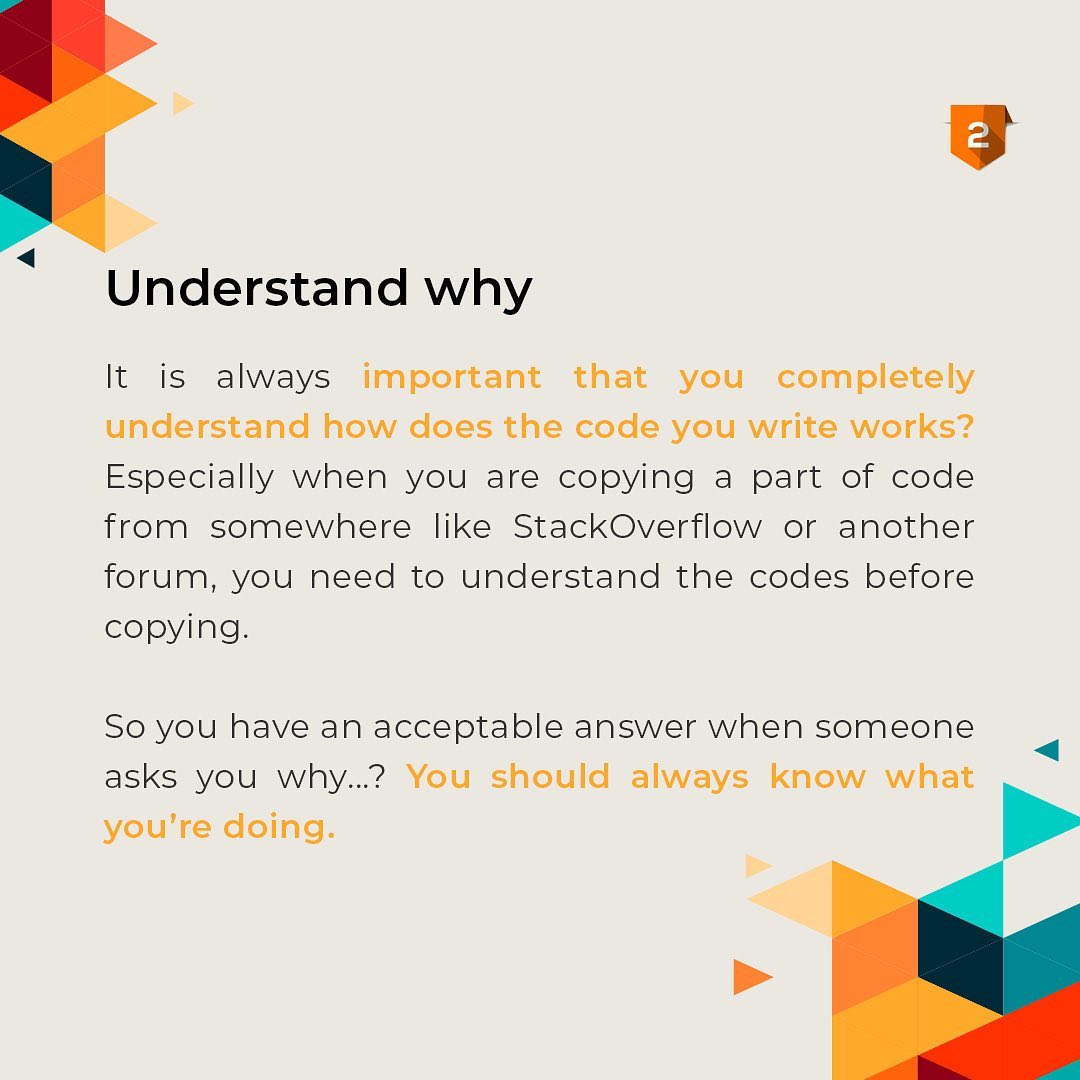 2
Understand why
It is always important that you completely
understand how does the code you write works?
Especially when you are copying a part of code
from somewhere like StackOverflow or another
forum, you need to understand the codes before
copying.
So you have an acceptable answer when someone
asks you why...? You should always know what
you’re doing.